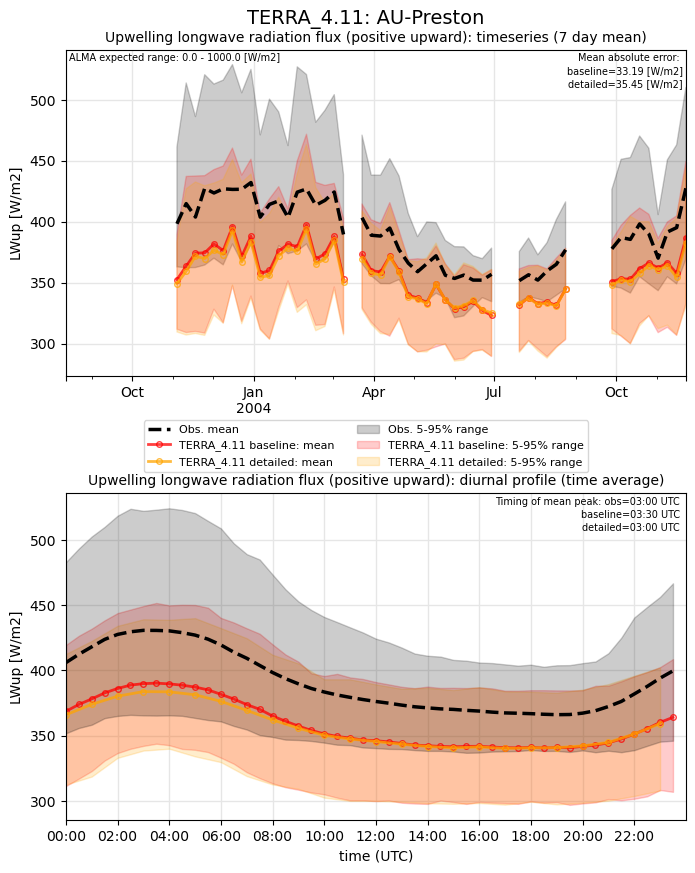 TERRA_4.11: AU-Preston
Upwelling longwave radiation flux (positive upward): timeseries (7 day mean)
ALMA expected range: 0.0 - 1000.0 [W/m2]
Mean absolute error:
baseline=33.19 [W/m2]
detailed=35.45 [W/m2]
LWup [W/m2]
500
450
400
350
300
Oct
Jan
2004
Apr
Jul
Oct
Obs. mean
TERRA_4.11 baseline: mean
TERRA_4.11 detailed: mean
Obs. 5-95% range
TERRA_4.11 baseline: 5-95% range
TERRA_4.11 detailed: 5-95% range
Upwelling longwave radiation flux (positive upward): diurnal profile (time average)
Timing of mean peak: obs=03:00 UTC
baseline=03:30 UTC
detailed=03:00 UTC
LWup [W/m2]
500
450
400
350
300
00:00 02:00 04:00 06:00 08:00 10:00 12:00 14:00 16:00 18:00 20:00 22:00
time (UTC)